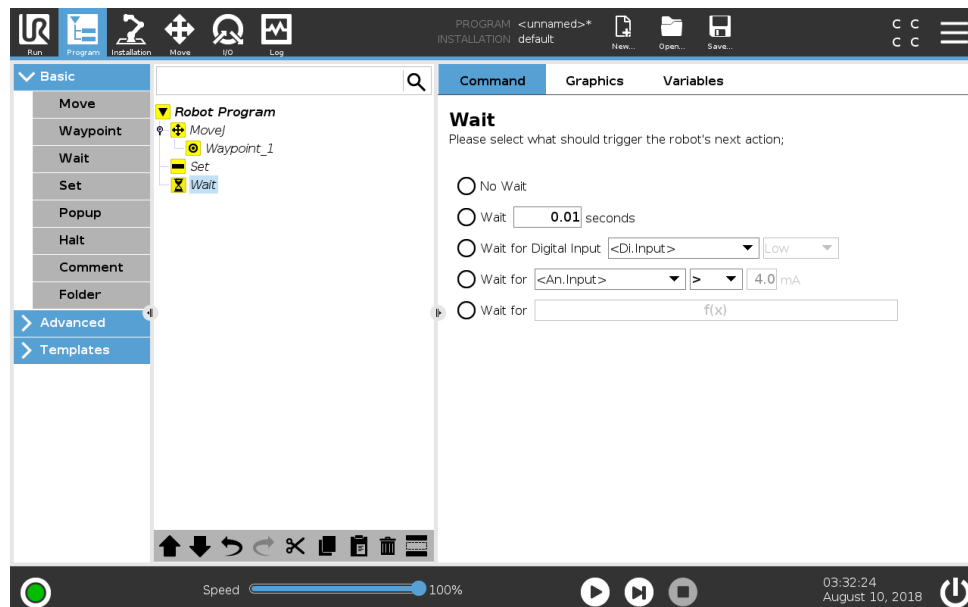 PROGRAM <unnamed>*
INSTALLATION default
UR
Run
Program
Installation
Move
I/O
Log
New...
Open...
Save...
C C
C C
Basic
Move
Waypoint
Wait
Set
Popup
Halt
Comment
Folder
Advanced
Templates
Robot Program
MoveJ
Waypoint_1
Set
Wait
Command Graphics Variables
Wait
Please select what should trigger the robot's next action;
No Wait
Wait 0.01 seconds
Wait for Digital Input <Di.Input> Low
Wait for <An.Input> > 4.0 mA
Wait for f(x)
Speed 100%
03:32:24
August 10, 2018